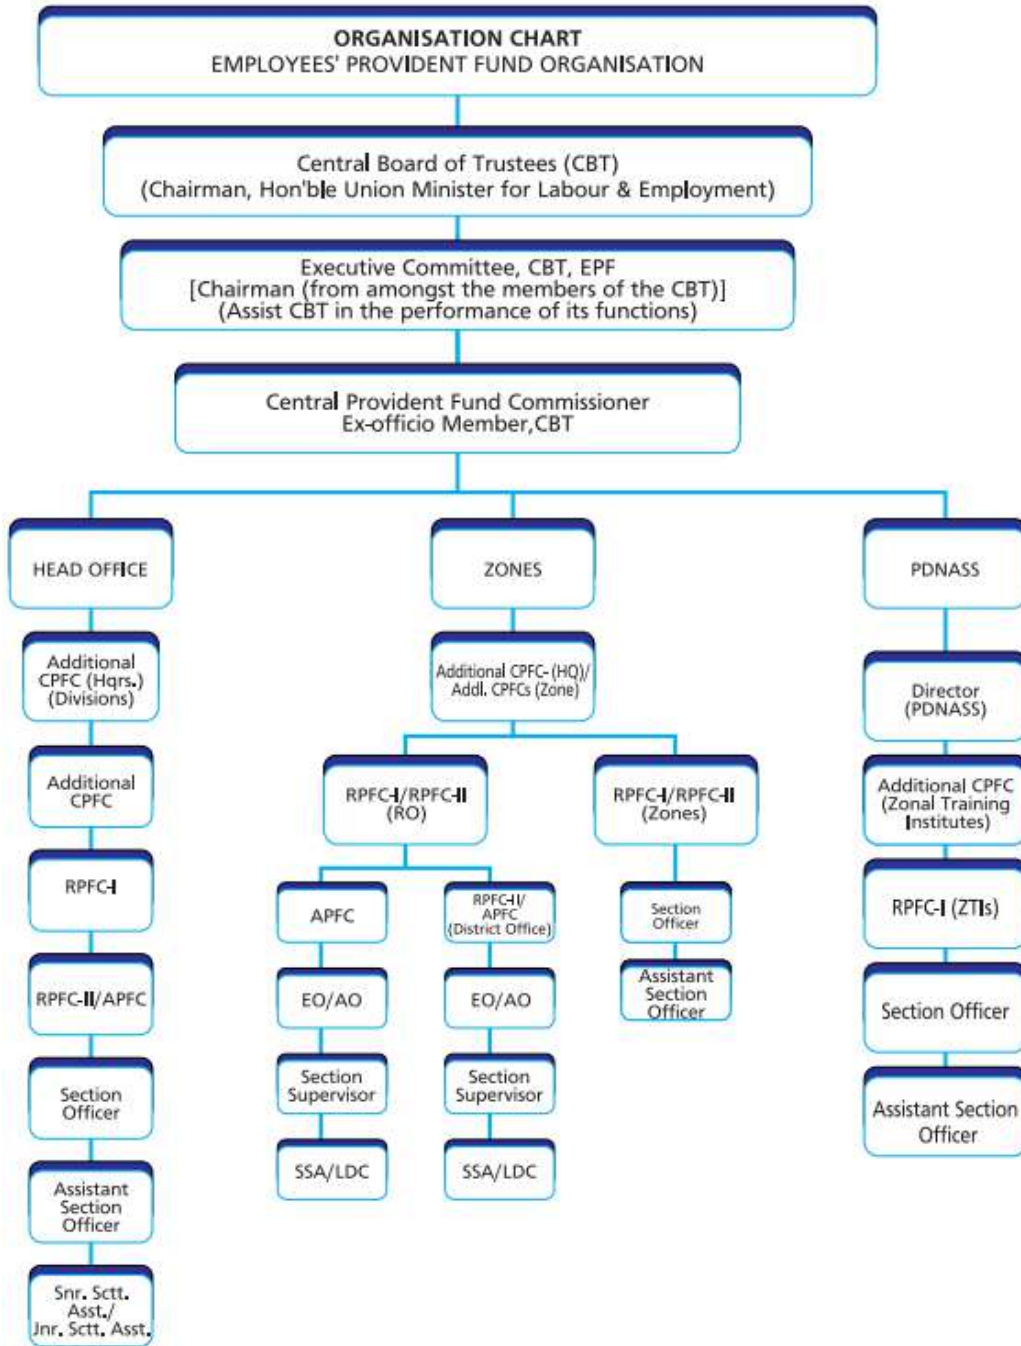 ORGANISATION CHART
EMPLOYEES' PROVIDENT FUND ORGANISATION
Central Board of Trustees (CBT)
(Chairman, Hon'ble Union Minister for Labour & Employment)
Executive Committee, CBT, EPF
[Chairman (from amongst the members of the CBT)]
(Assist CBT in the performance of its functions)
Central Provident Fund Commissioner
Ex-officio Member,CBT
HEAD OFFICE
Additional
CPFC (Hqrs.)
(Divisions)
Additional
CPFC
RPFC-I
RPFC-II/APFC
Section
Officer
Assistant
Section
Officer
Snr. Sctt.
Asst./
Jnr. Sctt. Asst.
ZONES
Additional CPFC- (HQ)/
Addl. CPFCs (Zone)
RPFC-I/RPFC-II
(RO)
APFC
EO/AO
Section
Supervisor
SSA/LDC
RPFC-II/
APFC
(District Office)
EO/AO
Section
Supervisor
SSA/LDC
RPFC-I/RPFC-II
(Zones)
Section
Officer
Assistant
Section
Officer
PDNASS
Director
(PDNASS)
Additional CPFC
(Zonal Training
Institutes)
RPFC-I (ZTIs)
Section Officer
Assistant Section
Officer